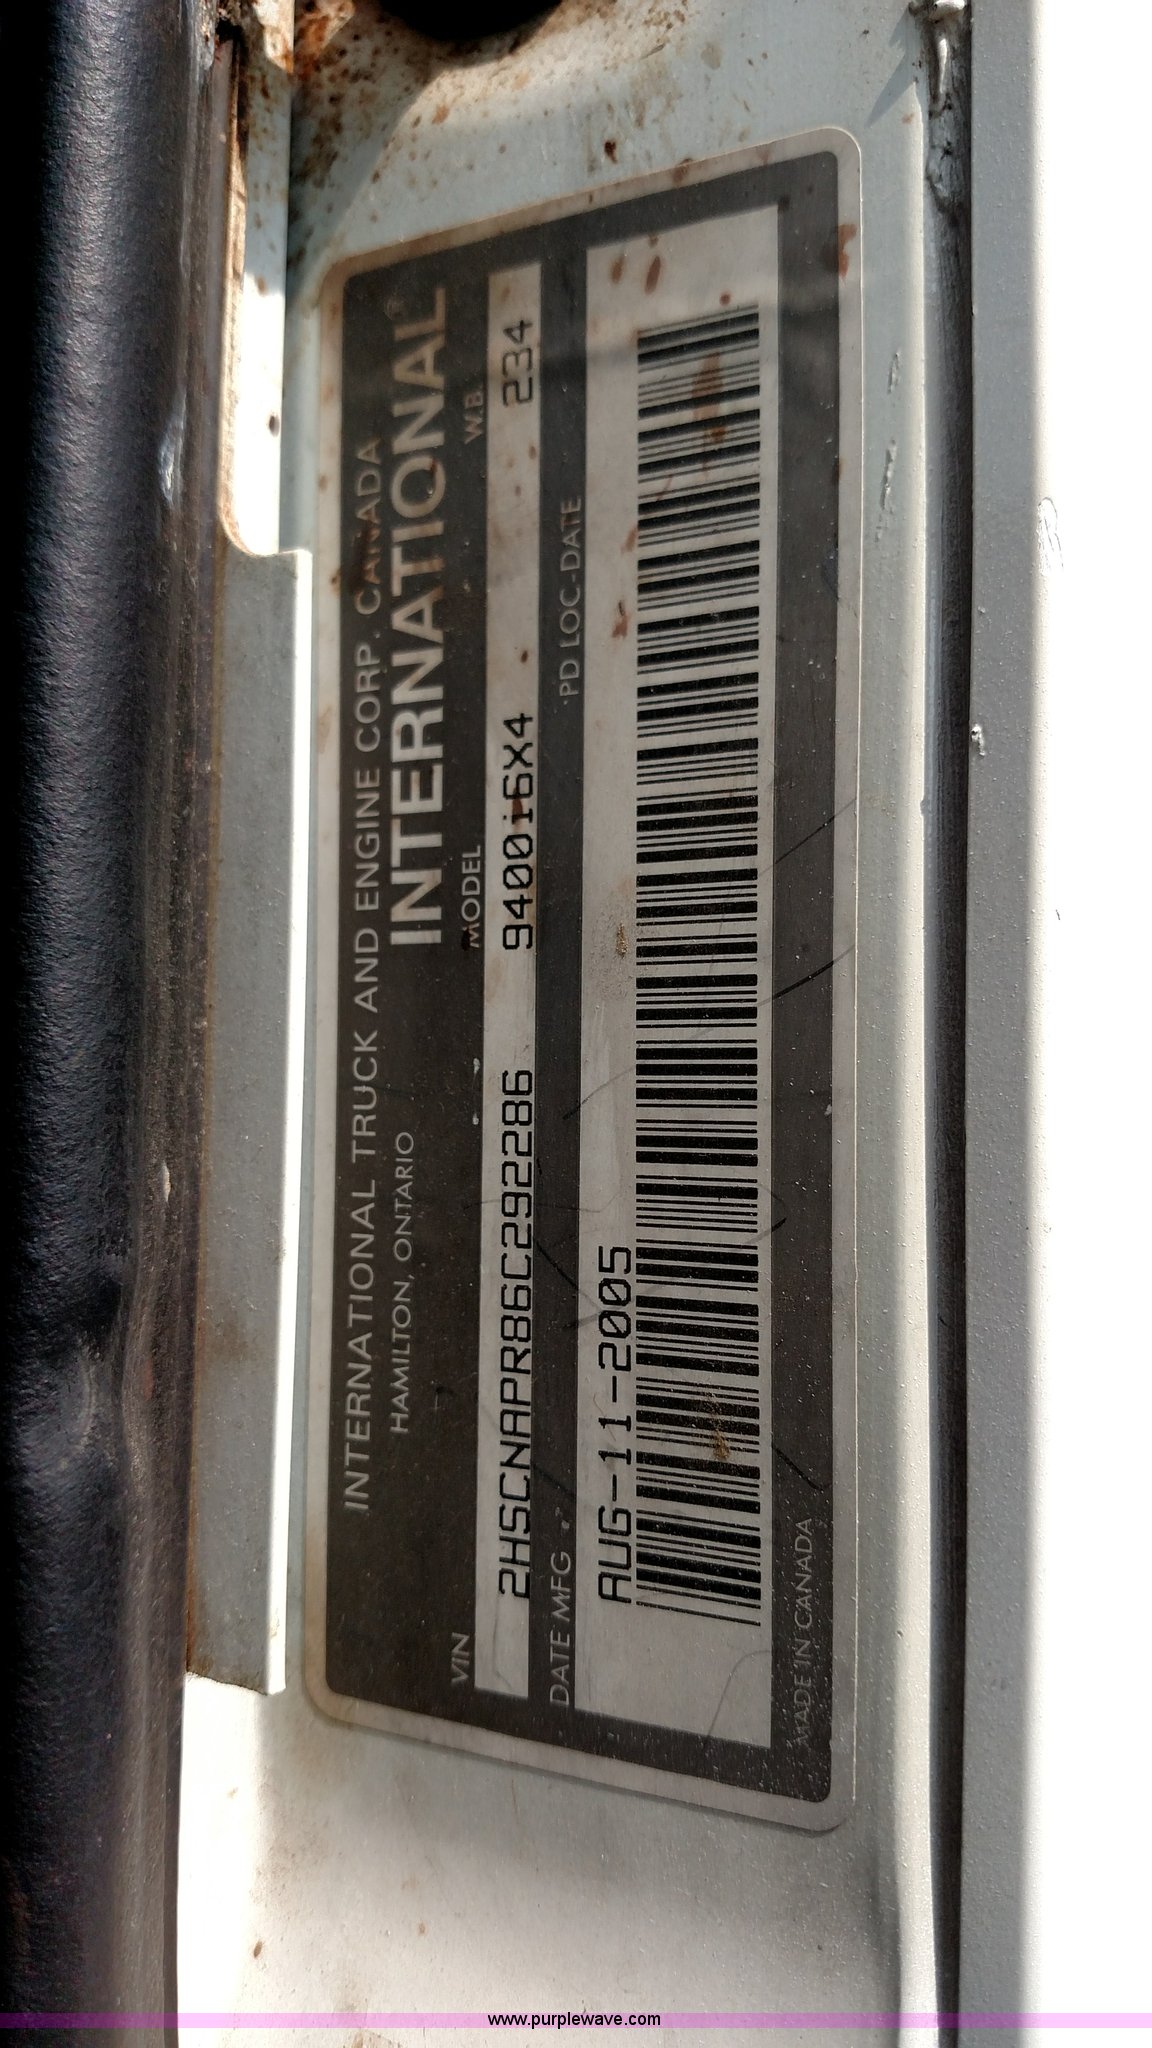 INTERNATIONAL TRUCK AND ENGINE CORP. CANADA
HAMILTON, ONTARIO
INTERNATIONAL®
VIN MODEL W.B.
2HSCNAPR86C292286 9400i6X4 234
DATE MFG PD LOC-DATE
AUG-11-2005
MADE IN CANADA
www.purplewave.com